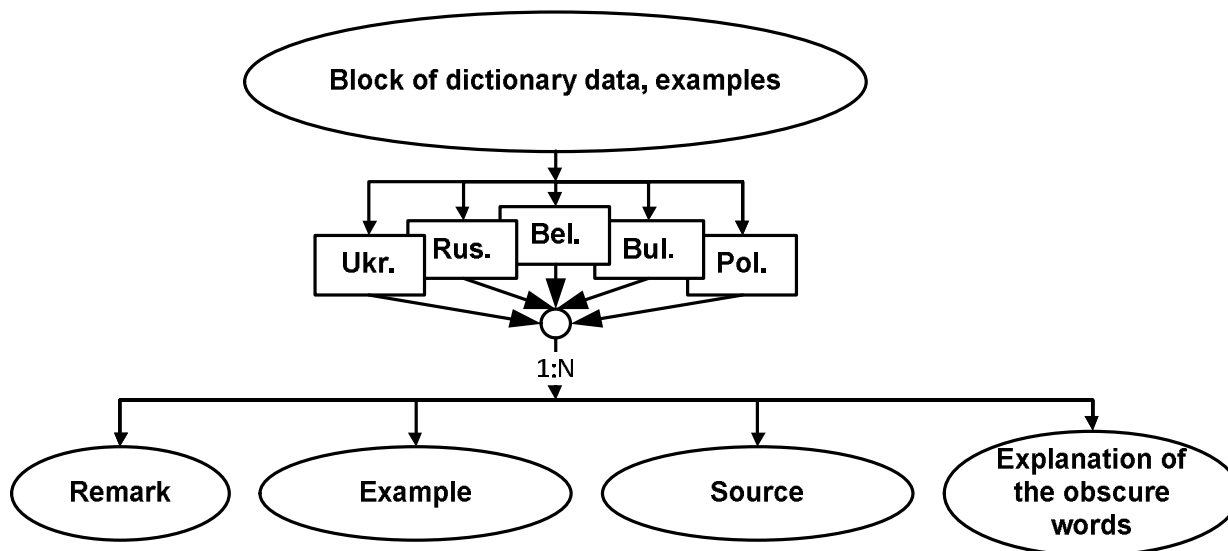 Block of dictionary data, examples
Ukr.
Rus.
Bel.
Bul.
Pol.
1:N
Remark
Example
Source
Explanation of
the obscure
words